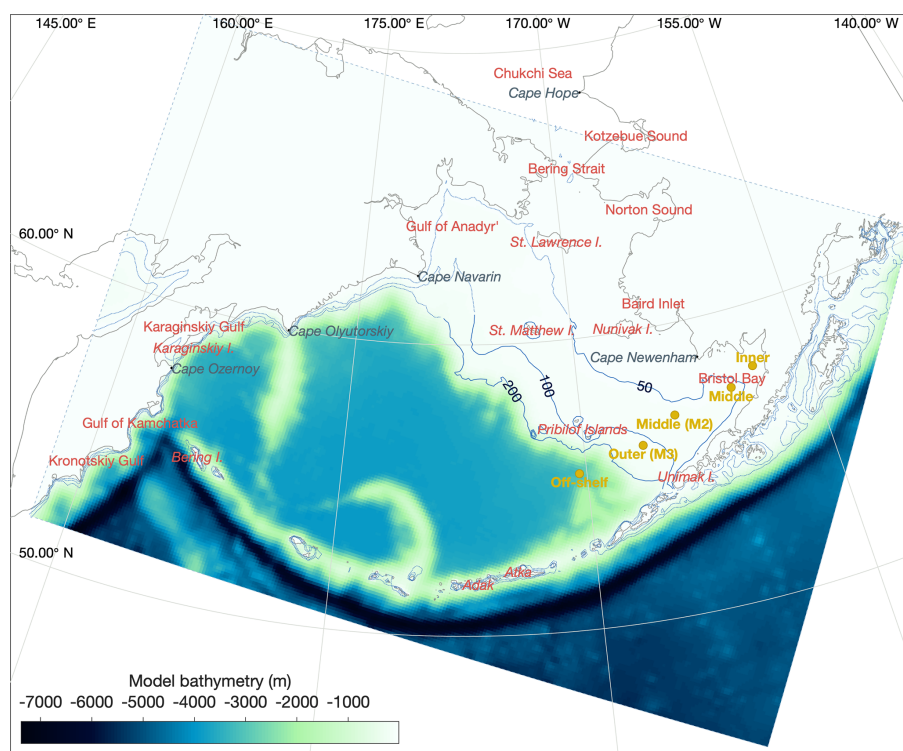 145.00° E
160.00° E
175.00° E
170.00° W
155.00° W
140.00° W
Chukchi Sea
Cape Hope
Kotzebue Sound
Bering Strait
Norton Sound
60.00° N
Gulf of Anadyr'
St. Lawrence I.
Cape Navarin
Baird Inlet
Karaginskiy Gulf
Cape Olyutorskiy
St. Matthew I.
Nunivak I.
Karaginskiy I.
Cape Newenham
Inner
Cape Ozernoy
Bristol Bay
200
100
50
Middle
Gulf of Kamchatka
Pribilof Islands
Middle (M2)
Kronotskiy Gulf
Bering I.
Outer (M3)
Off-shelf
Unimak I.
50.00° N
Atka
Adak
Model bathymetry (m)
-7000 -6000 -5000 -4000 -3000 -2000 -1000